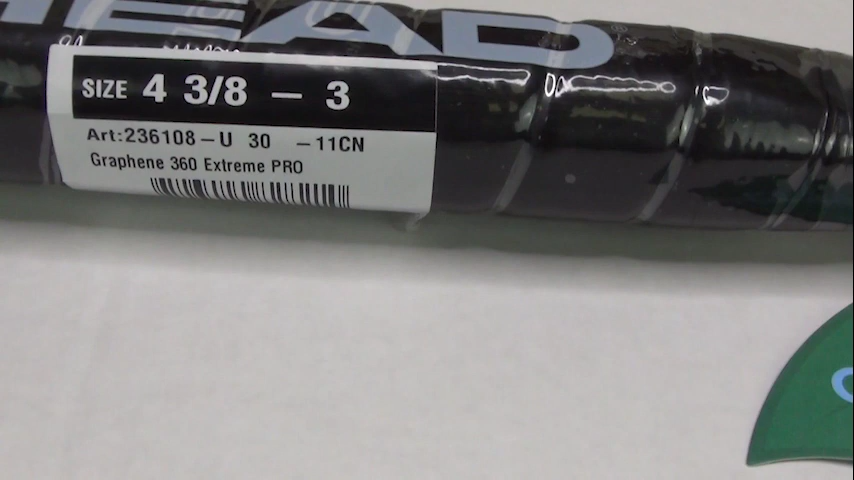 HEAD
SIZE 4 3/8 – 3
Art:236108–U 30 –11CN
Graphene 360 Extreme PRO